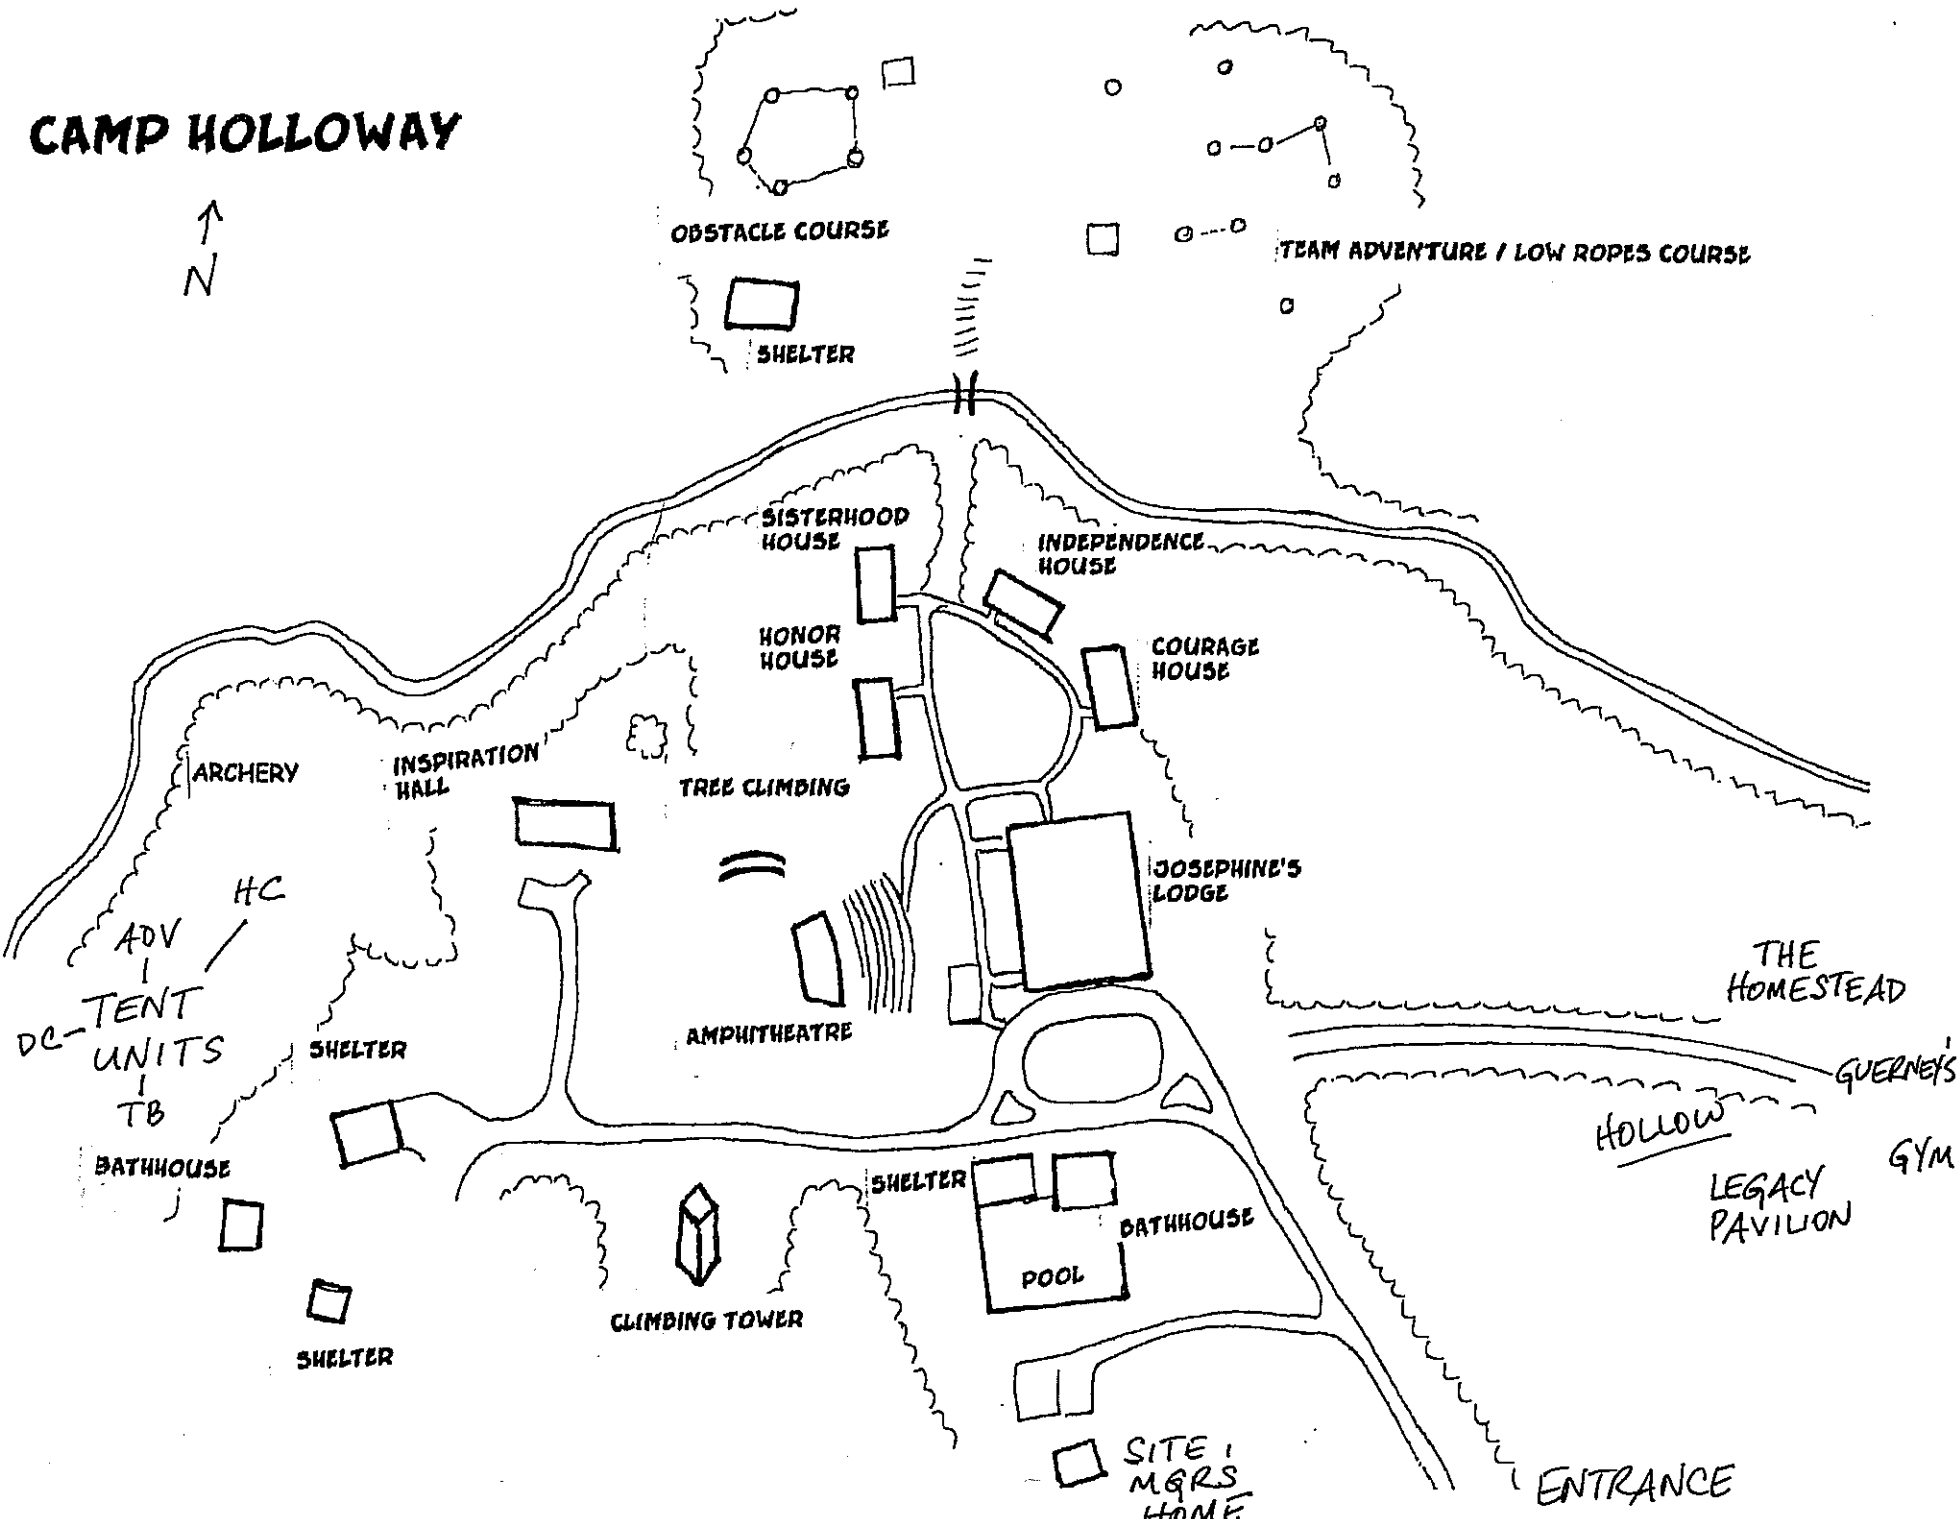 CAMP HOLLOWAY
N
OBSTACLE COURSE
TEAM ADVENTURE / LOW ROPES COURSE
SHELTER
SISTERHOOD
HOUSE
INDEPENDENCE
HOUSE
HONOR
HOUSE
COURAGE
HOUSE
ARCHERY
INSPIRATION
HALL
TREE CLIMBING
JOSEPHINE'S
LODGE
HC
ADV
TENT
DC
UNITS
TB
THE
HOMESTEAD
AMPHITHEATRE
SHELTER
GUERNEY'S
HOLLOW
GYM
LEGACY
PAVILION
BATHHOUSE
SHELTER
BATHHOUSE
POOL
CLIMBING TOWER
SHELTER
SITE
MGRS
HOME
ENTRANCE